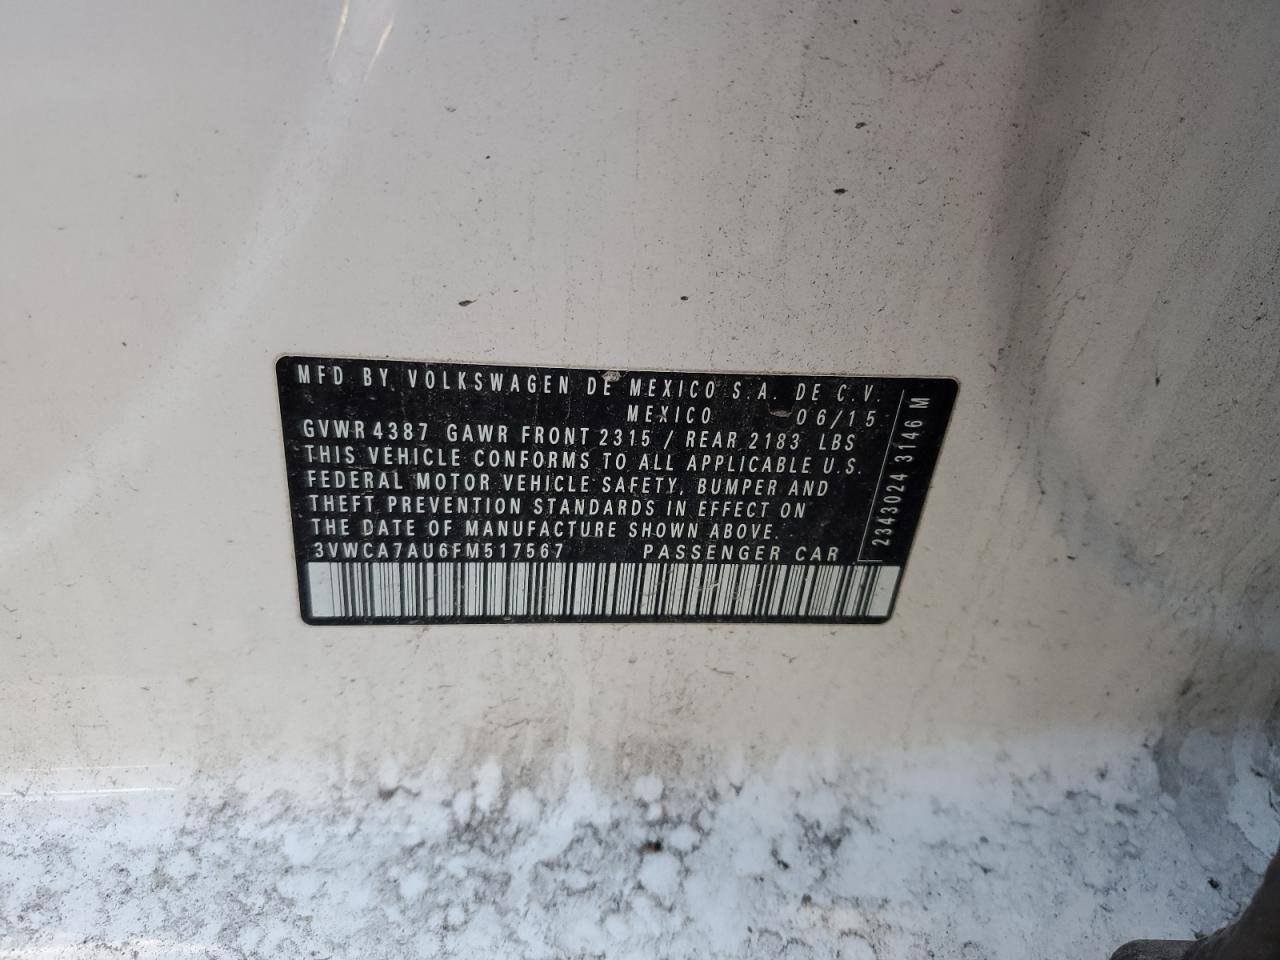 MFD BY VOLKSWAGEN DE MEXICO S.A. DE C.V.
MEXICO 06/15
GVWR 4387 GAWR FRONT 2315 / REAR 2183 LBS
THIS VEHICLE CONFORMS TO ALL APPLICABLE U.S.
FEDERAL MOTOR VEHICLE SAFETY, BUMPER AND
THEFT PREVENTION STANDARDS IN EFFECT ON
THE DATE OF MANUFACTURE SHOWN ABOVE.
3VWCA7AU6FM517567 PASSENGER CAR
2343024 3146 M